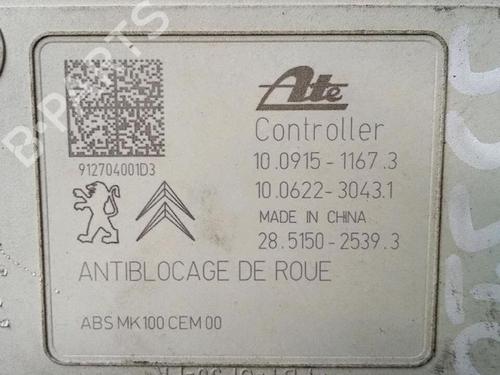 Ate
Controller
912704001D3
10.0915-1167.3
10.0622-3043.1
MADE IN CHINA
28.5150-2539.3
ANTIBLOCAGE DE ROUE
ABS MK100 CEM 00
B-PARTS